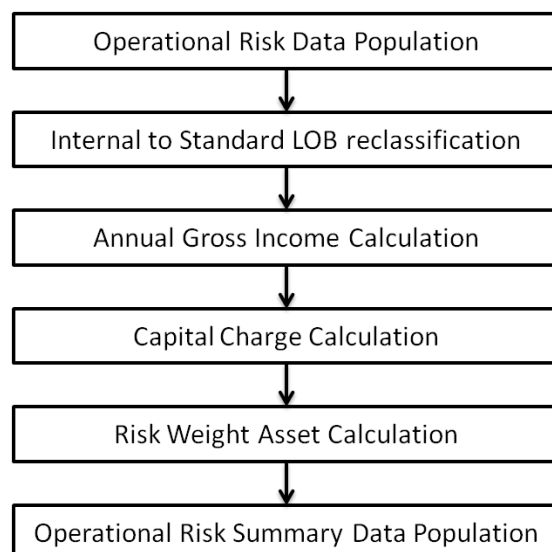 Operational Risk Data Population
Internal to Standard LOB reclassification
Annual Gross Income Calculation
Capital Charge Calculation
Risk Weight Asset Calculation
Operational Risk Summary Data Population